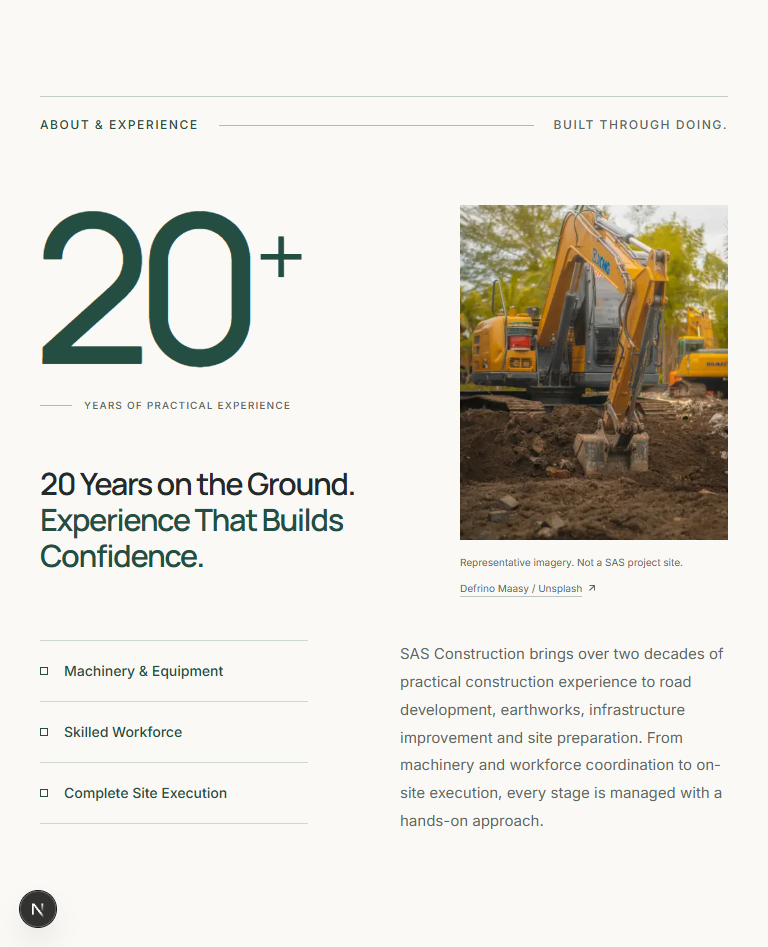 ABOUT & EXPERIENCE
BUILT THROUGH DOING.
20+
YEARS OF PRACTICAL EXPERIENCE
20 Years on the Ground.
Experience That Builds
Confidence.
Representative imagery. Not a SAS project site.
Defrino Maasy / Unsplash ↗
Machinery & Equipment
Skilled Workforce
Complete Site Execution
SAS Construction brings over two decades of
practical construction experience to road
development, earthworks, infrastructure
improvement and site preparation. From
machinery and workforce coordination to on-
site execution, every stage is managed with a
hands-on approach.
N